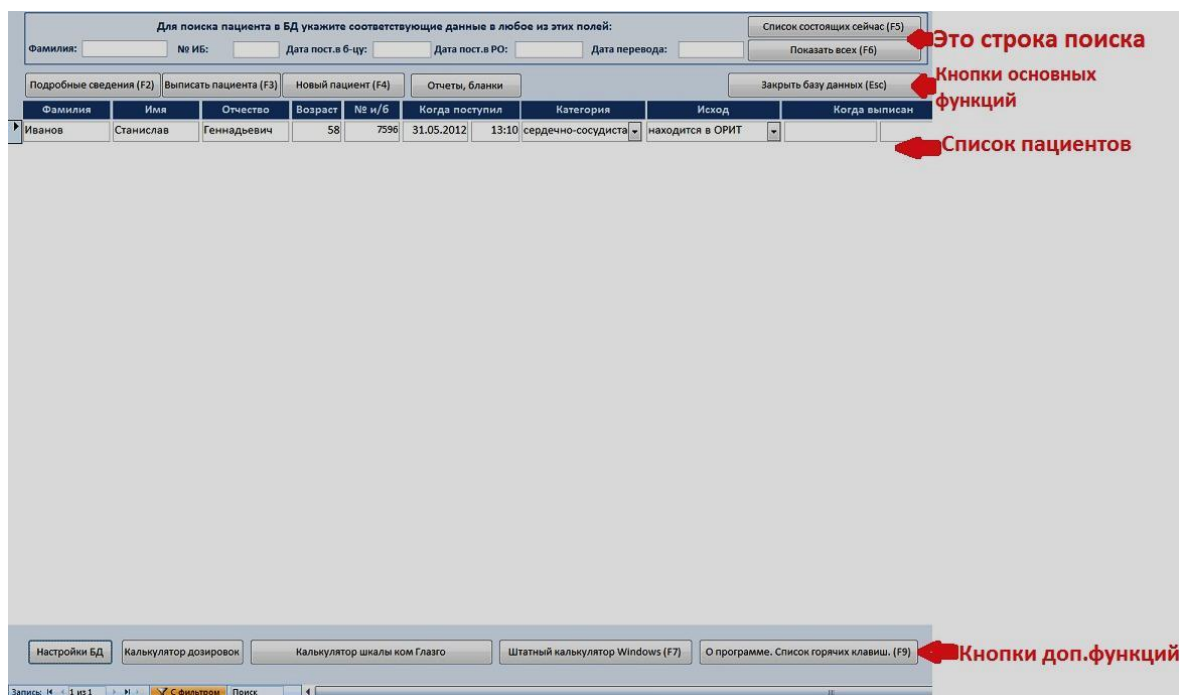 Для поиска пациента в БД укажите соответствующие данные в любое из этих полей:
Список состоящих сейчас (F5)
Это строка поиска
Фамилия: № ИБ: Дата пост.в б-цу: Дата пост.в РО: Дата перевода:
Показать всех (F6)
Подробные сведения (F2) Выписать пациента (F3) Новый пациент (F4) Отчеты, бланки Закрыть базу данных (Esc)
Кнопки основных
функций
Фамилия Имя Отчество Возраст № и/б Когда поступил Категория Исход Когда выписан
Иванов Станислав Геннадьевич 58 7596 31.05.2012 13:10 сердечно-сосудиста находится в ОРИТ
Список пациентов
Настройки БД Калькулятор дозировок Калькулятор шкалы ком Глазго Штатный калькулятор Windows (F7) О программе. Список горячих клавиш. (F9)
Кнопки доп.функций
Запись: 1 из 1 С фильтром Поиск